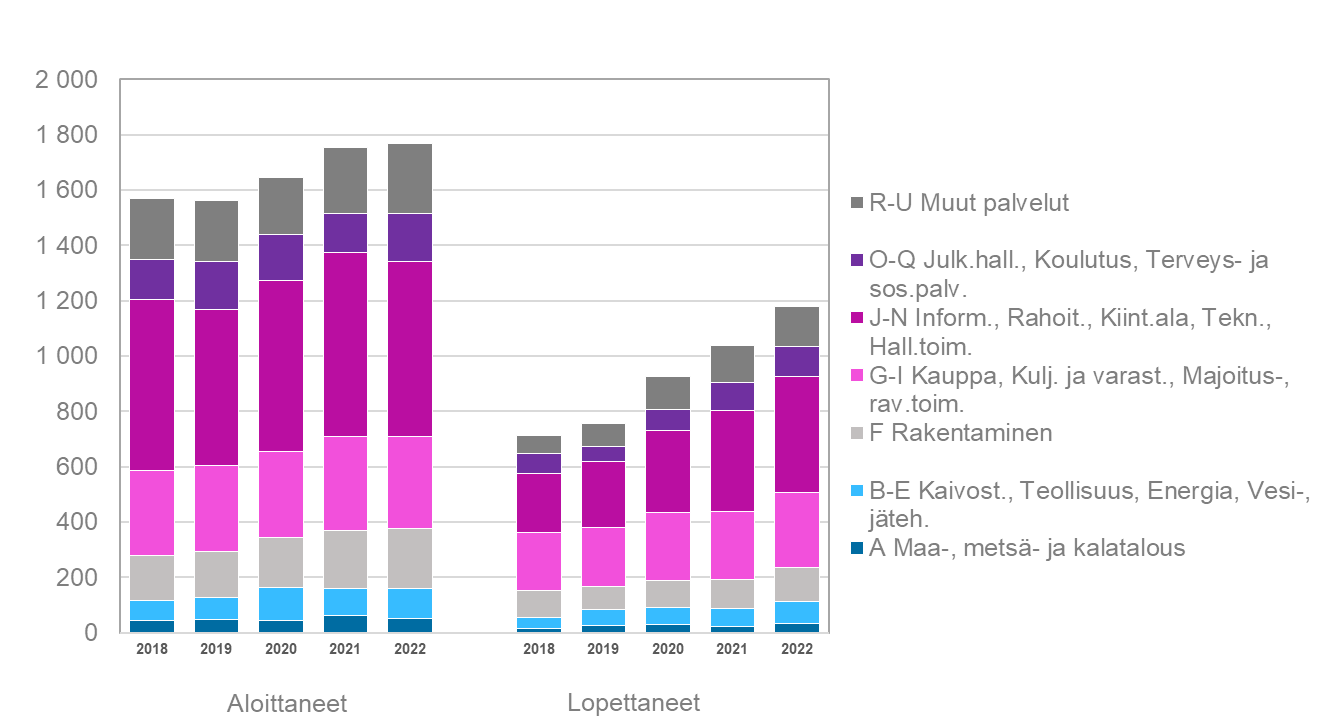 2 000
1 800
1 600
1 400
1 200
1 000
800
600
400
200
0
2018 2019 2020 2021 2022 2018 2019 2020 2021 2022
Aloittaneet Lopettaneet
R-U Muut palvelut
O-Q Julk.hall., Koulutus, Terveys- ja
sos.palv.
J-N Inform., Rahoit., Kiint.ala, Tekn.,
Hall.toim.
G-I Kauppa, Kulj. ja varast., Majoitus-,
rav.toim.
F Rakentaminen
B-E Kaivost., Teollisuus, Energia, Vesi-,
jäteh.
A Maa-, metsä- ja kalatalous